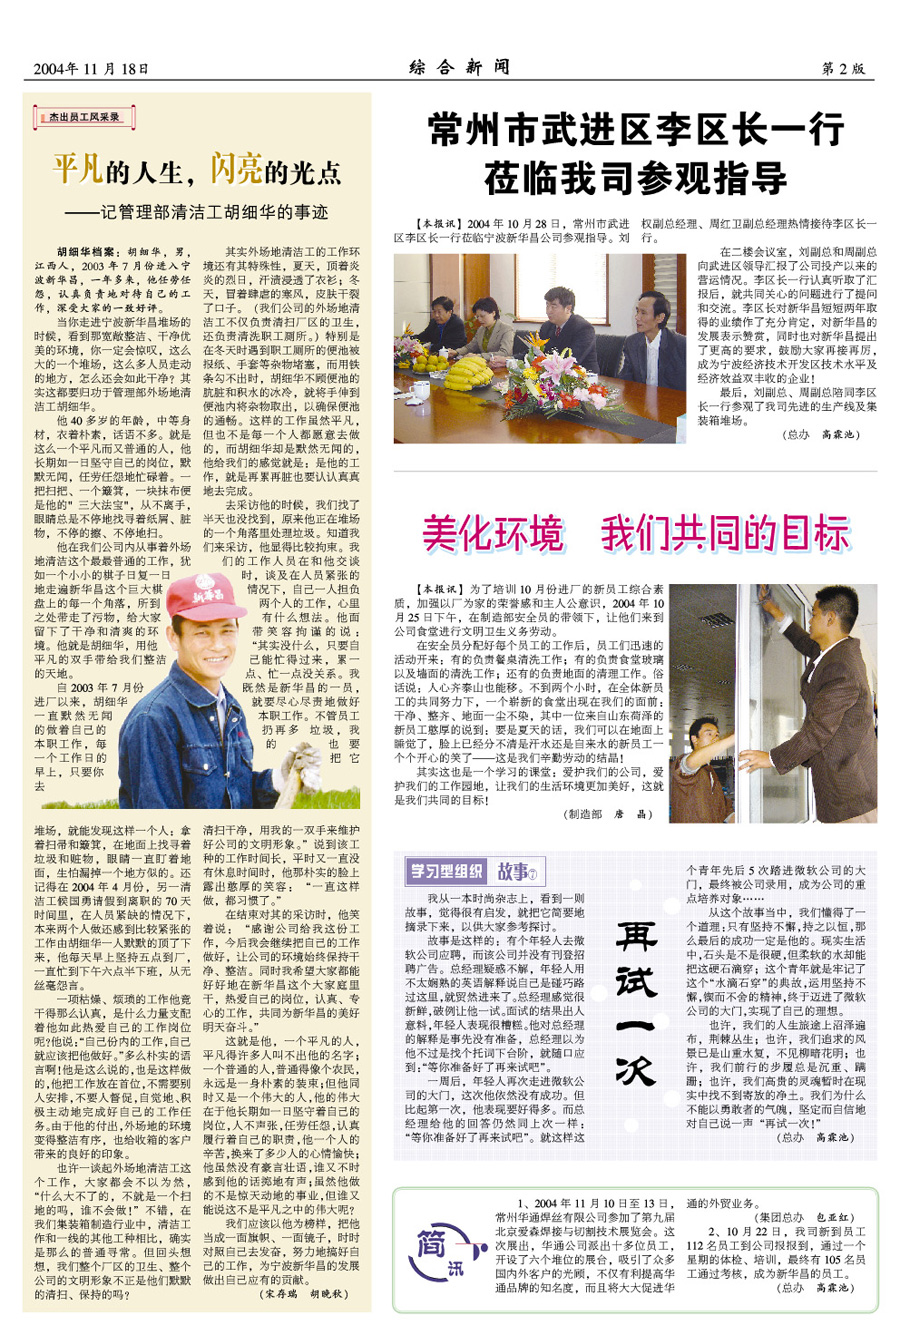 2004年11月18日
综合新闻
第2版
杰出员工风采录
平凡的人生，闪亮的光点
——记管理部清洁工胡细华的事迹
胡细华档案：胡细华，男，
江西人，2003年7月份进入宁
波新华昌，一年多来，他任劳任
怨，认真负责地对待自己的工
作，深受大家的一致好评。
当你走进宁波新华昌堆场的
时候，看到那宽敞整洁、干净优
美的环境，你一定会惊叹，这么
大的一个堆场，这么多人员走动
的地方，怎么还会如此干净？其
实这都要归功于管理部外场地清
洁工胡细华。
他40多岁的年龄，中等身
材，衣着朴素，话语不多。就是
这么一个平凡而又普通的人，他
长期如一日坚守自己的岗位，默
默无闻，任劳任怨地忙碌着。一
把扫把、一个簸箕，一块抹布便
是他的"三大法宝"，从不离手，
眼睛总是不停地找寻着纸屑、脏
物，不停的擦、不停地扫。
他在我们公司内从事着外场
地清洁这个最最普通的工作，犹
如一个小小的棋子日复一日
地走遍新华昌这个巨大棋
盘上的每一个角落，所到
之处带走了污物，给大家
留下了干净和清爽的环
境。他就是胡细华，用他
平凡的双手带给我们整洁
的天地。
自2003年7月份
进厂以来，胡细华
一直默然无闻
的做着自己的
本职工作，每
一个工作日的
早上，只要你
去
堆场，就能发现这样一个人：拿
着扫帚和簸箕，在地面上找寻着
垃圾和赃物，眼睛一直盯着地
面，生怕漏掉一个地方似的。还
记得在2004年4月份，另一清
洁工侯国勇请假到离职的70天
时间里，在人员紧缺的情况下，
本来两个人做还感到比较紧张的
工作由胡细华一人默默的顶了下
来，他每天早上坚持五点到厂，
一直忙到下午六点半下班，从无
丝毫怨言。
一项枯燥、烦琐的工作他竟
干得那么认真，是什么力量支配
着他如此热爱自己的工作岗位
呢?他说:“自己份内的工作,自己
就应该把他做好。”多么朴实的语
言啊!他是这么说的,也是这样做
的,他把工作放在首位,不需要别
人安排,不要人督促,自觉地、积
极主动地完成好自己的工作任
务。由于他的付出,外场地的环境
变得整洁有序，也给收箱的客户
带来的良好的印象。
也许一谈起外场地清洁工这
个工作，大家都会不以为然，
“什么大不了的，不就是一个扫
地的吗，谁不会做！”不错，在
我们集装箱制造行业中，清洁工
作和一线的其他工种相比，确实
是那么的普通寻常。但回头想
想，我们整个厂区的卫生、整个
公司的文明形象不正是他们默默
的清扫、保持的吗？
其实外场地清洁工的工作环
境还有其特殊性，夏天，顶着炎
炎的烈日，汗渍浸透了衣衫；冬
天，冒着肆虐的寒风，皮肤干裂
了口子。（我们公司的外场地清
洁工不仅负责清扫厂区的卫生，
还负责清洗职工厕所。）特别是
在冬天时遇到职工厕所的便池被
报纸、手套等杂物堵塞，而用铁
条勾不出时，胡细华不顾便池的
肮脏和积水的冰冷，就将手伸到
便池内将杂物取出，以确保便池
的通畅。这样的工作虽然平凡，
但也不是每一个人都愿意去做
的，而胡细华却是默然无闻的，
他给我们的感觉就是：是他的工
作，就是再累再脏也要认认真真
地去完成。
去采访他的时候，我们找了
半天也没找到，原来他正在堆场
的一个角落里处理垃圾。知道我
们来采访，他显得比较拘束。我
们的工作人员在和他交谈
时，谈及在人员紧张的
情况下，自己一人担负
两个人的工作，心里
有什么想法。他面
带笑容拘谨的说：
“其实没什么，只要自
己能忙得过来，累一
点、忙一点没关系。我
既然是新华昌的一员，
就要尽心尽责地做好
本职工作。不管员工
扔再多垃圾，我
的也要
把它
清扫干净，用我的一双手来维护
好公司的文明形象。”说到该工
种的工作时间长，平时又一直没
有休息时间时，他那朴实的脸上
露出憨厚的笑容：“一直这样
做，都习惯了。”
在结束对其的采访时，他笑
着说：“感谢公司给我这份工
作，今后我会继续把自己的工作
做好，让公司的环境始终保持干
净、整洁。同时我希望大家都能
好好地在新华昌这个大家庭里
干，热爱自己的岗位，认真、专
心的工作，共同为新华昌的美好
明天奋斗。”
这就是他，一个平凡的人，
平凡得许多人叫不出他的名字；
一个普通的人,普通得像个农民，
永远是一身朴素的装束;但他同
时又是一个伟大的人,他的伟大
在于他长期如一日坚守着自己的
岗位,人不声张,任劳任怨,认真
履行着自己的职责,他一个人的
辛苦,换来了多少人的心情愉快;
他虽然没有豪言壮语,谁又不时
感到他的话掷地有声;虽然他做
的不是惊天动地的事业,但谁又
能说这不是平凡之中的伟大呢?
我们应该以他为榜样，把他
当成一面旗帜、一面镜子，时时
对照自己去发奋，努力地搞好自
己的工作，为宁波新华昌的发展
做出自己应有的贡献。
（宋存瑞　胡晚秋）
常州市武进区李区长一行
莅临我司参观指导
【本报讯】2004年10月28日，常州市武进
区李区长一行莅临宁波新华昌公司参观指导。刘
权副总经理、周红卫副总经理热情接待李区长一
行。
在二楼会议室，刘副总和周副总
向武进区领导汇报了公司投产以来的
营运情况。李区长一行认真听取了汇
报后，就共同关心的问题进行了提问
和交流。李区长对新华昌短短两年取
得的业绩作了充分肯定，对新华昌的
发展表示赞赏，同时也对新华昌提出
了更高的要求，鼓励大家再接再厉，
成为宁波经济技术开发区技术水平及
经济效益双丰收的企业！
最后，刘副总、周副总陪同李区
长一行参观了我司先进的生产线及集
装箱堆场。
（总办　高霖池）
美化环境　我们共同的目标
【本报讯】为了培训10月份进厂的新员工综合素
质，加强以厂为家的荣誉感和主人公意识，2004年10
月25日下午，在制造部安全员的带领下，让他们来到
公司食堂进行文明卫生义务劳动。
在安全员分配好每个员工的工作后，员工们迅速的
活动开来：有的负责餐桌清洗工作；有的负责食堂玻璃
以及墙面的清洗工作；还有的负责地面的清理工作。俗
话说：人心齐泰山也能移。不到两个小时，在全体新员
工的共同努力下，一个崭新的食堂出现在我们的面前：
干净、整齐、地面一尘不染，其中一位来自山东菏泽的
新员工憨厚的说到：要是夏天的话，我们可以在地面上
睡觉了，脸上已经分不清是汗水还是自来水的新员工一
个个开心的笑了——这是我们辛勤劳动的结晶！
其实这也是一个学习的课堂：爱护我们的公司，爱
护我们的工作园地，让我们的生活环境更加美好，这就
是我们共同的目标！
（制造部　唐　晶）
学习型组织　故事⑦
再试一次
我从一本时尚杂志上，看到一则
故事，觉得很有启发，就把它简要地
摘录下来，以供大家参考探讨。
故事是这样的：有个年轻人去微
软公司应聘，而该公司并没有刊登招
聘广告。总经理疑惑不解，年轻人用
不太娴熟的英语解释说自己是碰巧路
过这里,就贸然进来了。总经理感觉很
新鲜,破例让他一试。面试的结果出人
意料,年轻人表现很糟糕。他对总经理
的解释是事先没有准备，总经理以为
他不过是找个托词下台阶，就随口应
到:“等你准备好了再来试吧”。
一周后，年轻人再次走进微软公
司的大门，这次他依然没有成功。但
比起第一次，他表现要好得多。而总
经理给他的回答仍然同上次一样：
“等你准备好了再来试吧”。就这样这
个青年先后5次踏进微软公司的大
门，最终被公司录用，成为公司的重
点培养对象……
从这个故事当中，我们懂得了一
个道理:只有坚持不懈,持之以恒,那
么最后的成功一定是他的。现实生活
中,石头是不是很硬,但柔软的水却能
把这硬石滴穿；这个青年就是牢记了
这个“水滴石穿”的典故,运用坚持不
懈,锲而不舍的精神,终于迈进了微软
公司的大门,实现了自己的理想。
也许，我们的人生旅途上沼泽遍
布，荆棘丛生；也许，我们追求的风
景已是山重水复，不见柳暗花明；也
许，我们前行的步履总是沉重、蹒
跚；也许，我们高贵的灵魂暂时在现
实中找不到寄放的净土。我们为什么
不能以勇敢者的气魄，坚定而自信地
对自己说一声“再试一次！”
（总办　高霖池）
简讯
1、2004年11月10日至13日，
常州华通焊丝有限公司参加了第九届
北京爱森焊接与切割技术展览会。这
次展出，华通公司派出十多位员工，
开设了六个堆位的展台，吸引了众多
国内外客户的光顾，不仅有利提高华
通品牌的知名度，而且将大大促进华
通的外贸业务。
（集团总办　包亚红）
2、10月22日，我司新到员工
112名员工到公司报到，通过一个
星期的体检、培训，最终有105名员
工通过考核，成为新华昌的员工。
（总办　高霖池）